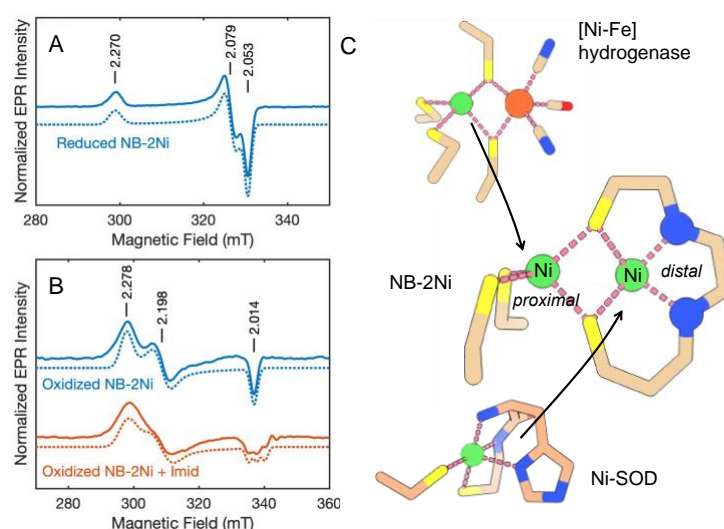 A
Normalized EPR Intensity
2.270
2.079
2.053
Reduced NB-2Ni
280
300
320
340
Magnetic Field (mT)
B
Normalized EPR Intensity
2.278
2.198
2.014
Oxidized NB-2Ni
Oxidized NB-2Ni + Imid
280
300
320
340
360
Magnetic Field (mT)
C
[Ni-Fe]
hydrogenase
NB-2Ni
Ni
proximal
Ni
distal
Ni-SOD